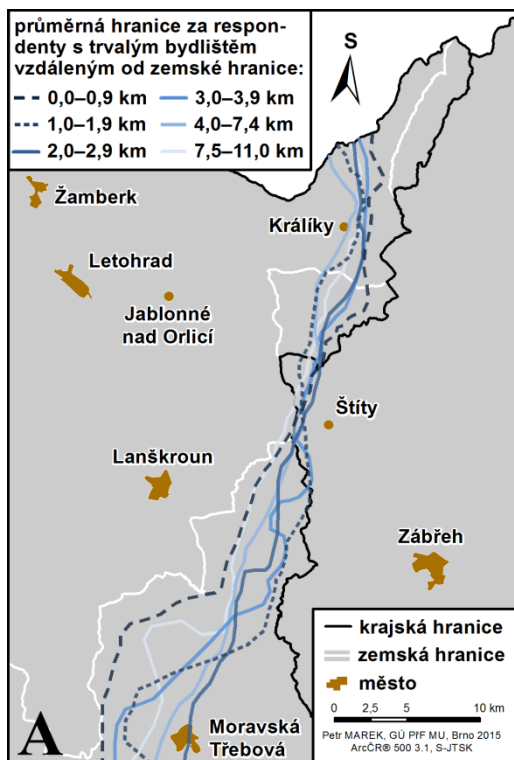 průměrná hranice za respon-
denty s trvalým bydlištěm
vzdáleným od zemské hranice:
0,0–0,9 km
3,0–3,9 km
1,0–1,9 km
4,0–7,4 km
2,0–2,9 km
7,5–11,0 km
S
Žamberk
Králíky
Letohrad
Jablonné
nad Orlicí
Štíty
Lanškroun
Zábřeh
krajská hranice
zemská hranice
město
0 2,5 5 10 km
Petr MAREK, GÚ PřF MU, Brno 2015
ArcČR® 500 3.1, S-JTSK
Moravská
Třebová
A